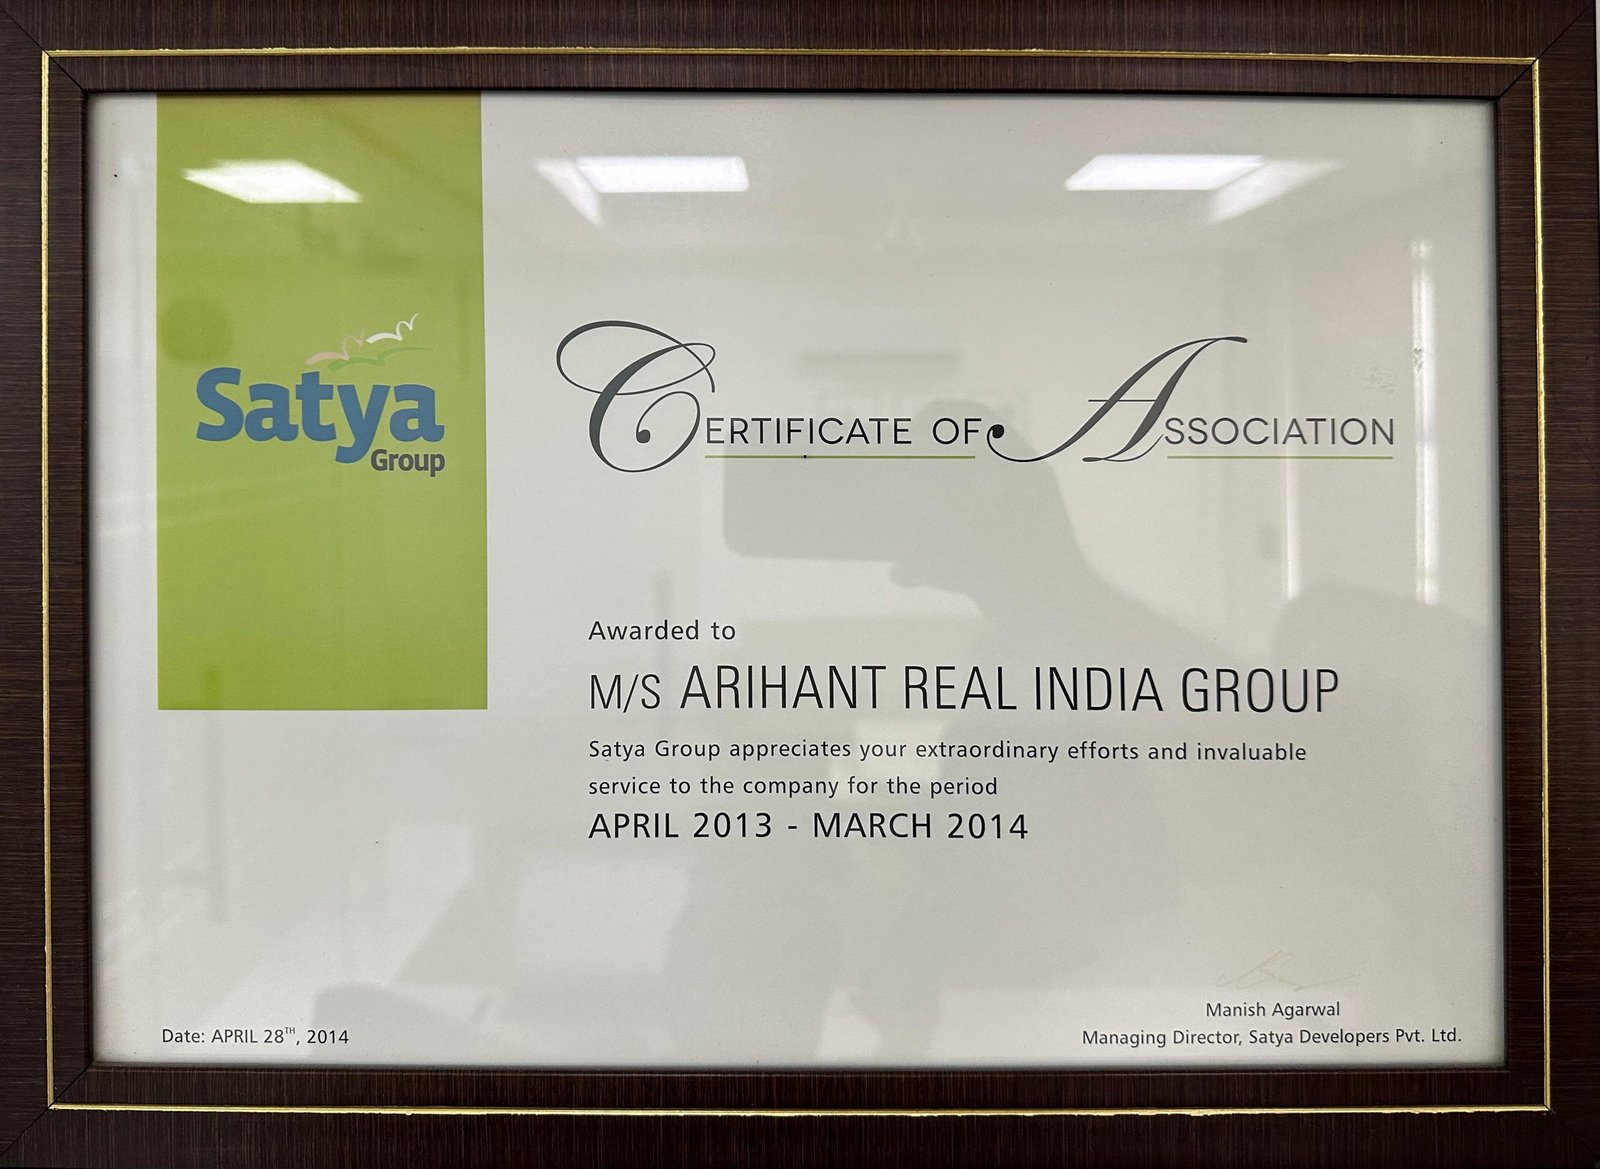 Satya
Group
CERTIFICATE OF ASSOCIATION
Awarded to
M/S ARIHANT REAL INDIA GROUP
Satya Group appreciates your extraordinary efforts and invaluable
service to the company for the period
APRIL 2013 - MARCH 2014
Manish Agarwal
Date: APRIL 28TH, 2014
Managing Director, Satya Developers Pvt. Ltd.